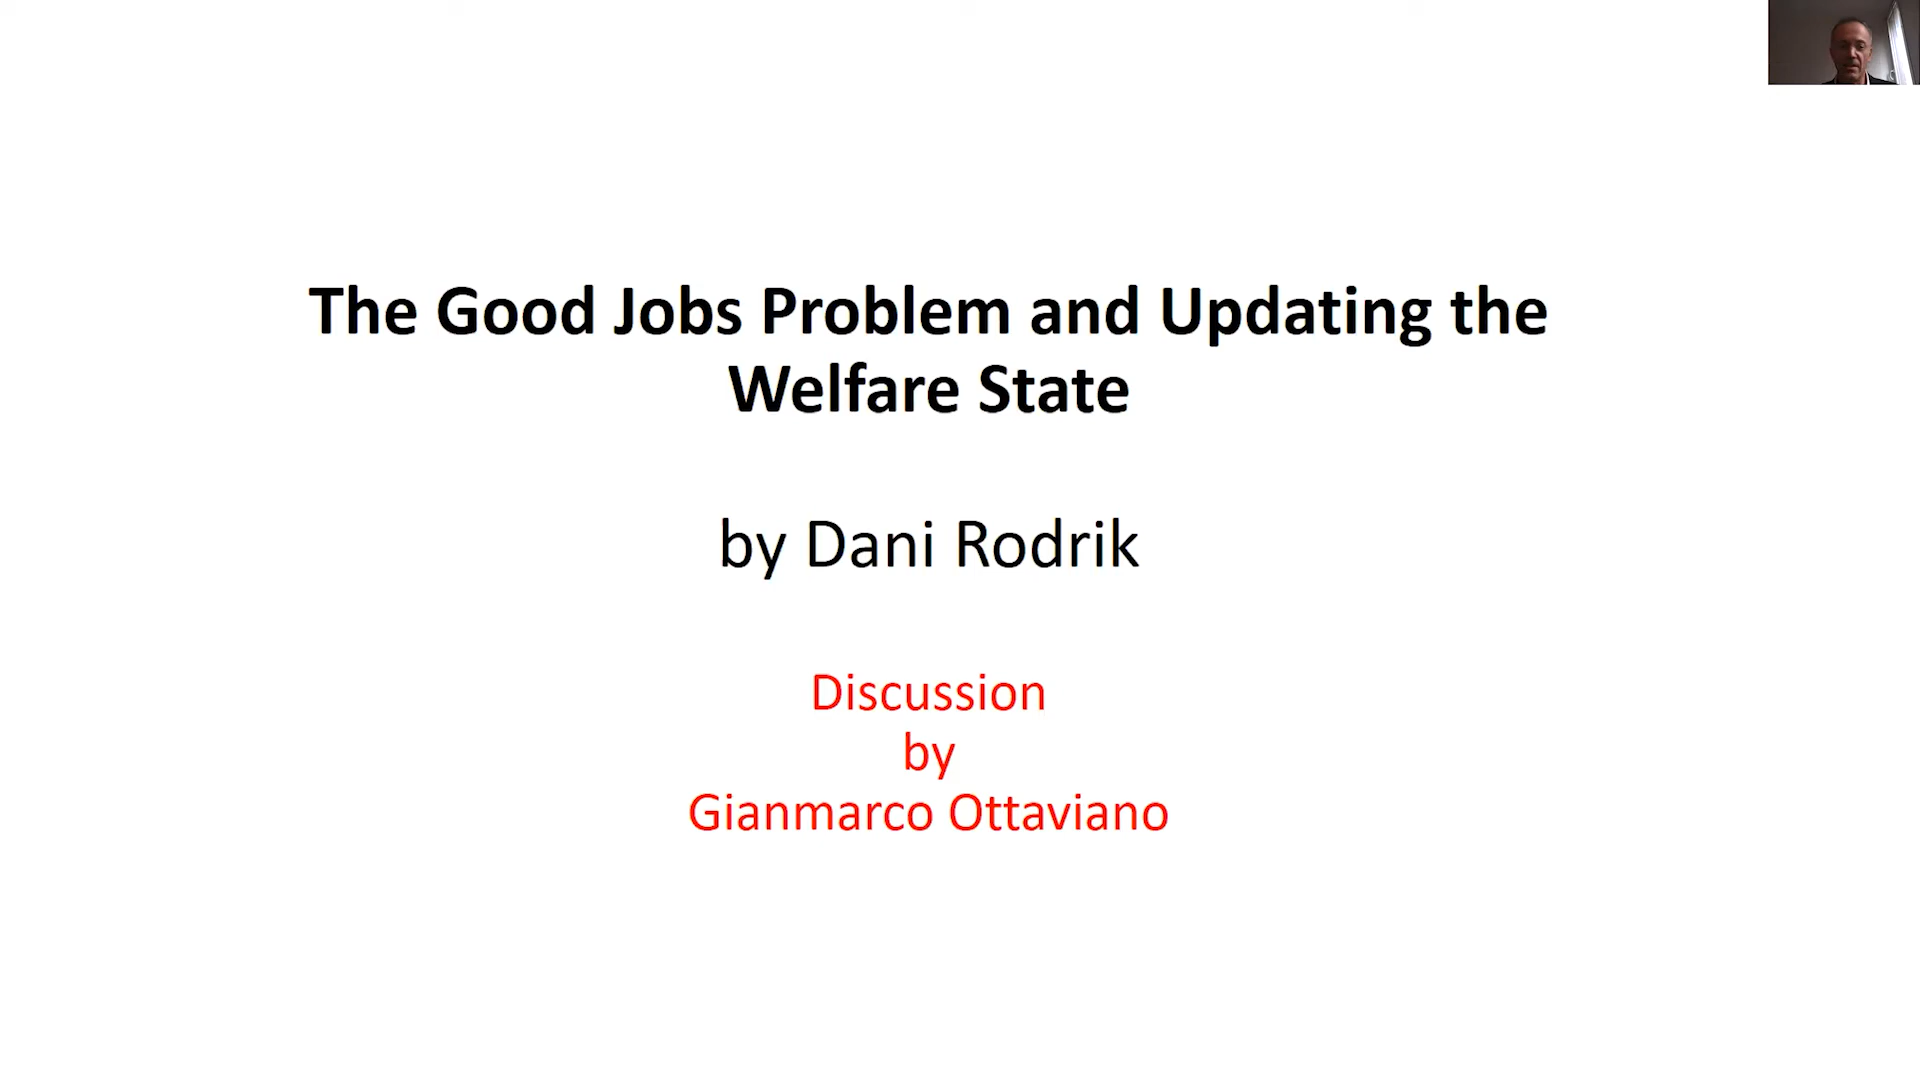 The Good Jobs Problem and Updating the
Welfare State
by Dani Rodrik
Discussion
by
Gianmarco Ottaviano